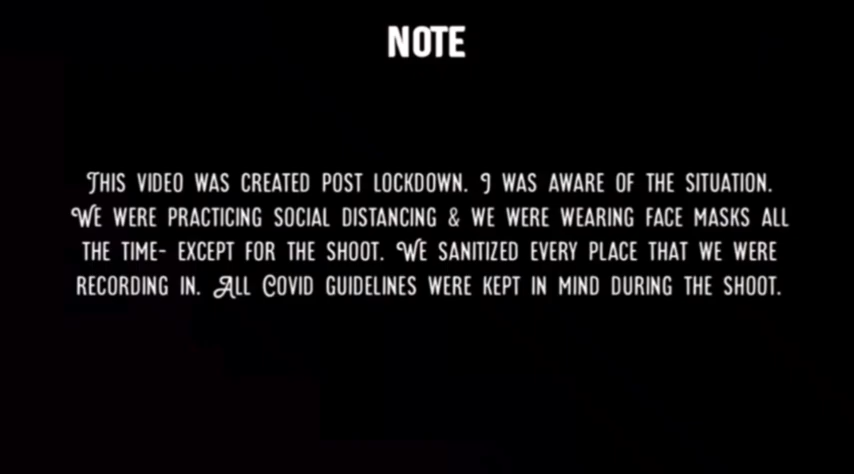 NOTE
This video was created post lockdown. I was aware of the situation.
We were practicing social distancing & we were wearing face masks all
the time- except for the shoot. We sanitized every place that we were
recording in. All Covid guidelines were kept in mind during the shoot.